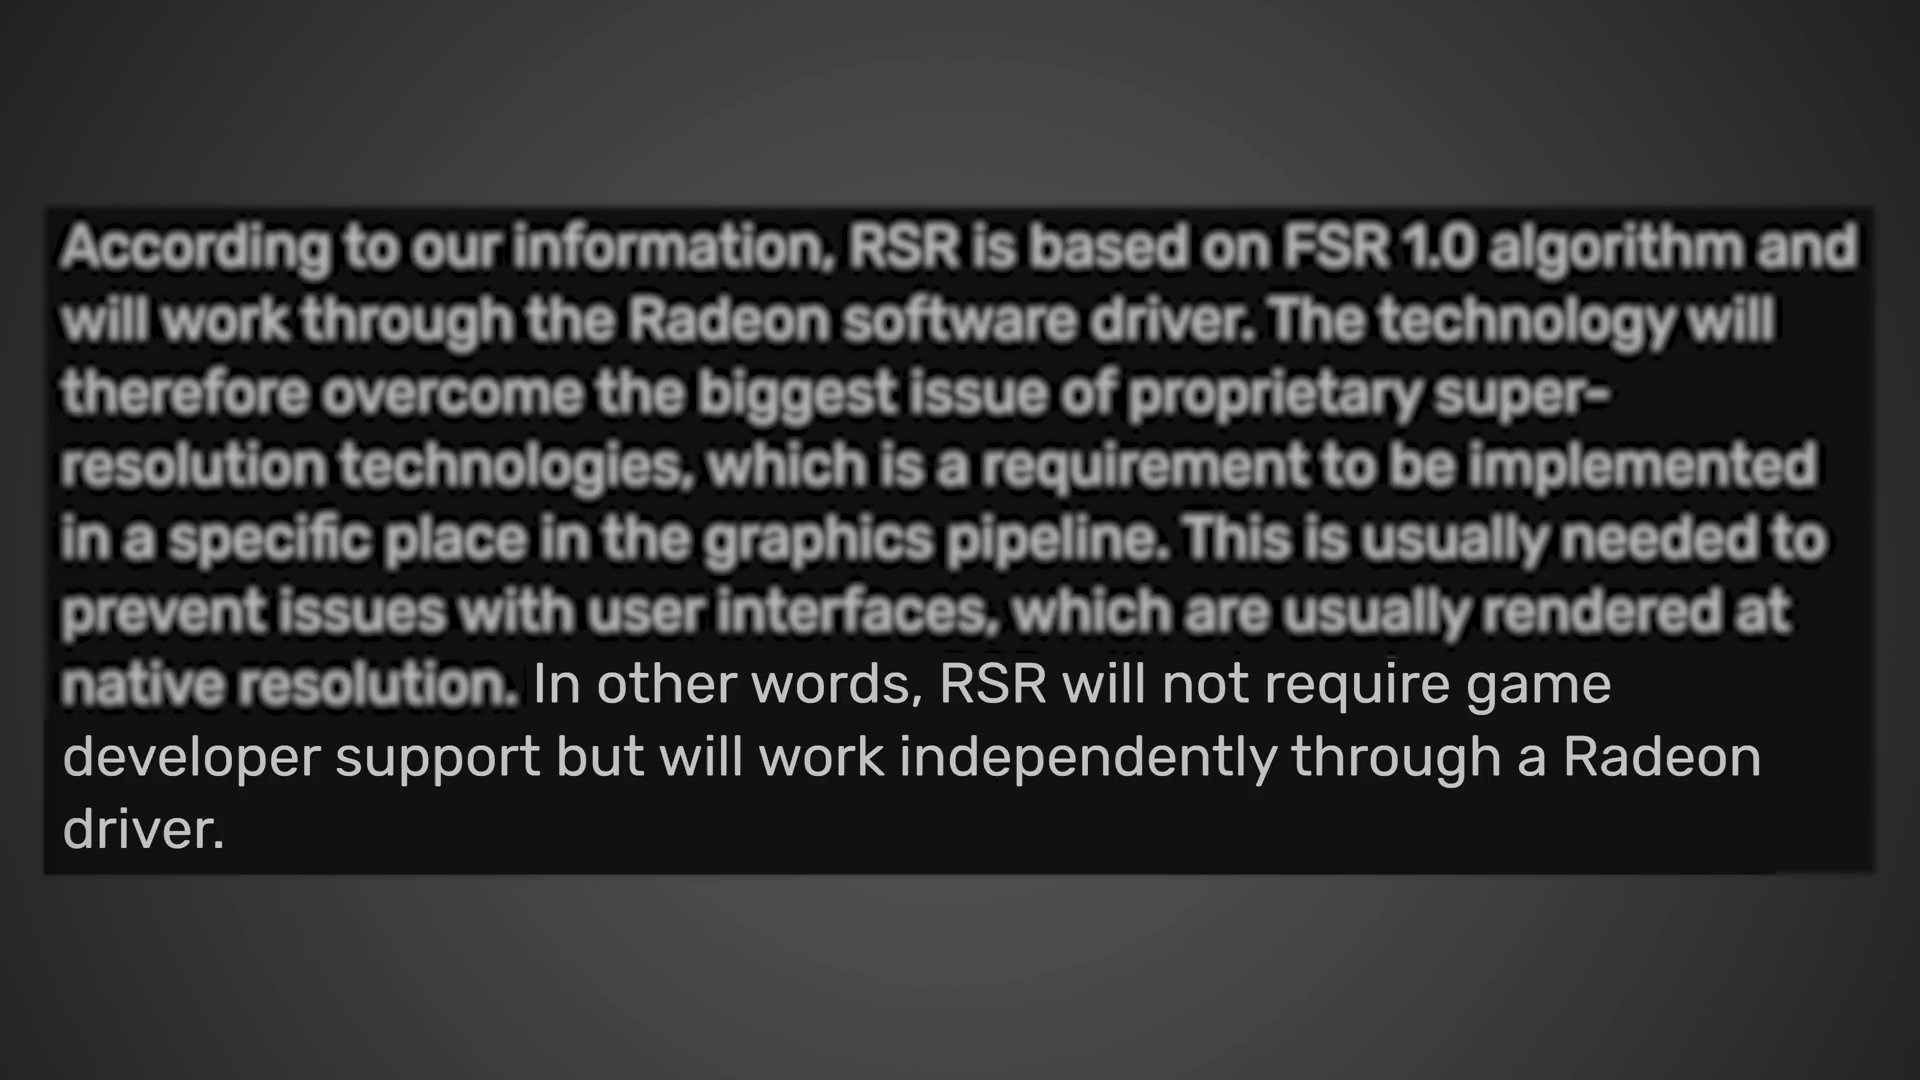 According to our information, RSR is based on FSR 1.0 algorithm and
will work through the Radeon software driver. The technology will
therefore overcome the biggest issue of proprietary super-
resolution technologies, which is a requirement to be implemented
in a specific place in the graphics pipeline. This is usually needed to
prevent issues with user interfaces, which are usually rendered at
native resolution. In other words, RSR will not require game
developer support but will work independently through a Radeon
driver.